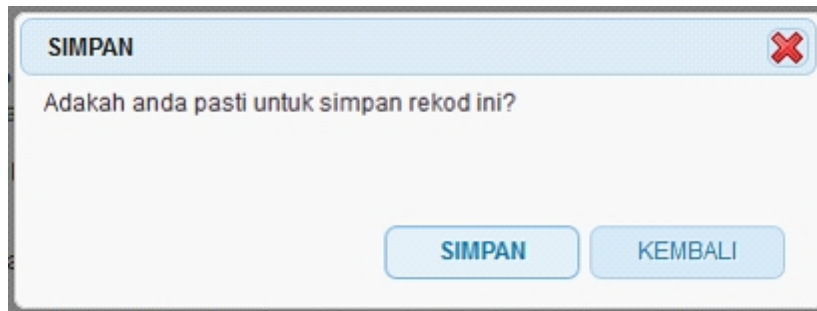 SIMPAN
Adakah anda pasti untuk simpan rekod ini?
SIMPAN KEMBALI